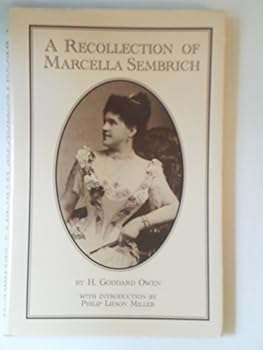 A RECOLLECTION OF
MARCELLA SEMBRICH
BY H. GODDARD OWEN
WITH INTRODUCTION BY
PHILIP LIESON MILLER